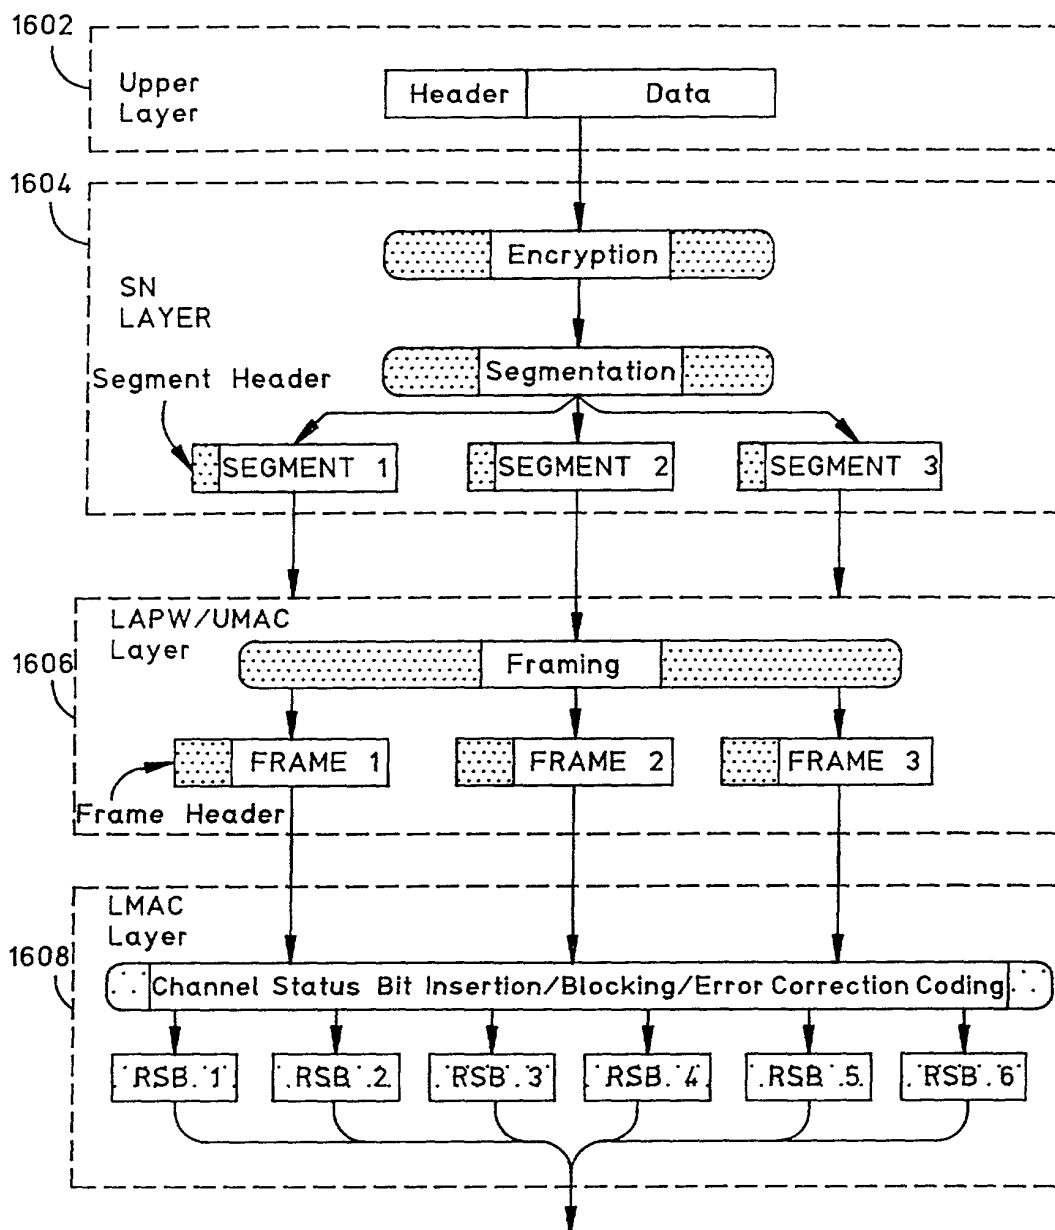 1602
Upper
Layer
Header
Data
1604
Encryption
SN
LAYER
Segmentation
Segment Header
SEGMENT 1
SEGMENT 2
SEGMENT 3
LAPW/UMAC
Layer
1606
Framing
FRAME 1
FRAME 2
FRAME 3
Frame Header
LMAC
Layer
1608
Channel Status Bit Insertion/Blocking/Error Correction Coding
RSB 1
RSB 2
RSB 3
RSB 4
RSB 5
RSB 6